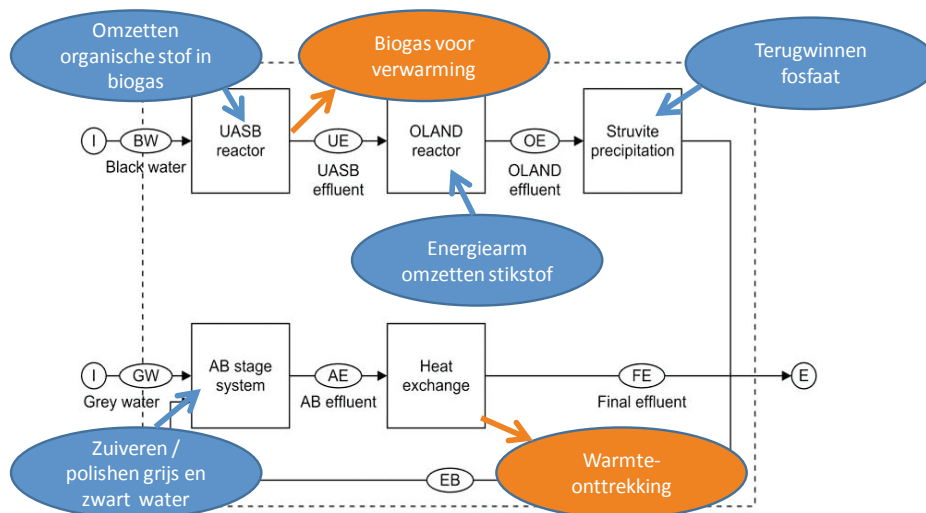 Omzetten
organische stof in
biogas
Biogas voor
verwarming
Terugwinnen
fosfaat
I
BW
Black water
UASB
reactor
UE
UASB
effluent
OLAND
reactor
OE
OLAND
effluent
Struvite
precipitation
Energiearm
omzetten stikstof
I
GW
Grey water
AB stage
system
AE
AB effluent
Heat
exchange
FE
Final effluent
E
Zuiveren /
polishen grijs en
zwart water
EB
Warmte-
onttrekking